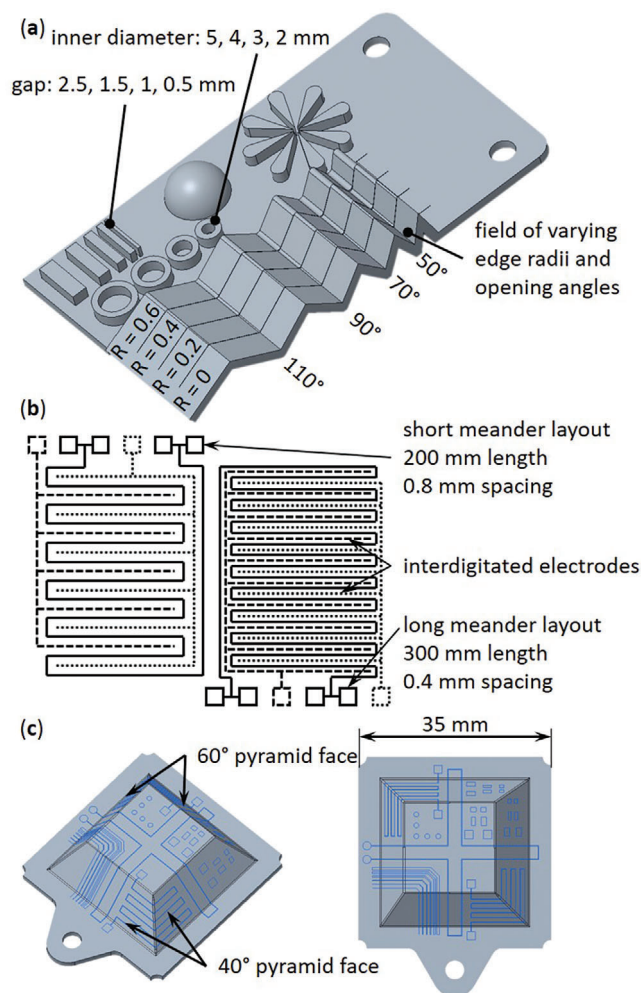 (a)
inner diameter: 5, 4, 3, 2 mm
gap: 2.5, 1.5, 1, 0.5 mm
field of varying
edge radii and
opening angles
50°
70°
90°
110°
R = 0.6
R = 0.4
R = 0.2
R = 0
(b)
short meander layout
200 mm length
0.8 mm spacing
interdigitated electrodes
long meander layout
300 mm length
0.4 mm spacing
(c)
35 mm
60° pyramid face
40° pyramid face